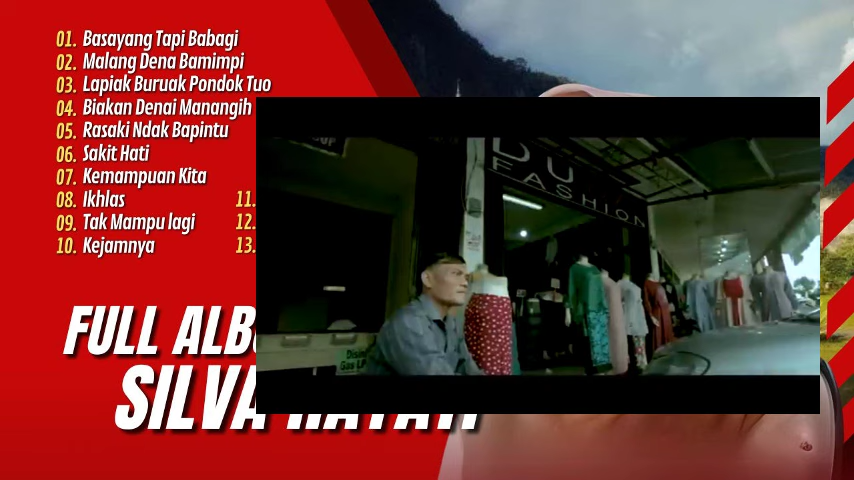 01. Basayang Tapi Babagi
02. Malang Dena Bamimpi
03. Lapiak Buruak Pondok Tuo
04. Biakan Denai Manangih
05. Rasaki Ndak Bapintu
06. Sakit Hati
07. Kemampuan Kita
08. Ikhlas 11.
09. Tak Mampu lagi 12.
10. Kejamnya 13.
FASHION
FULL